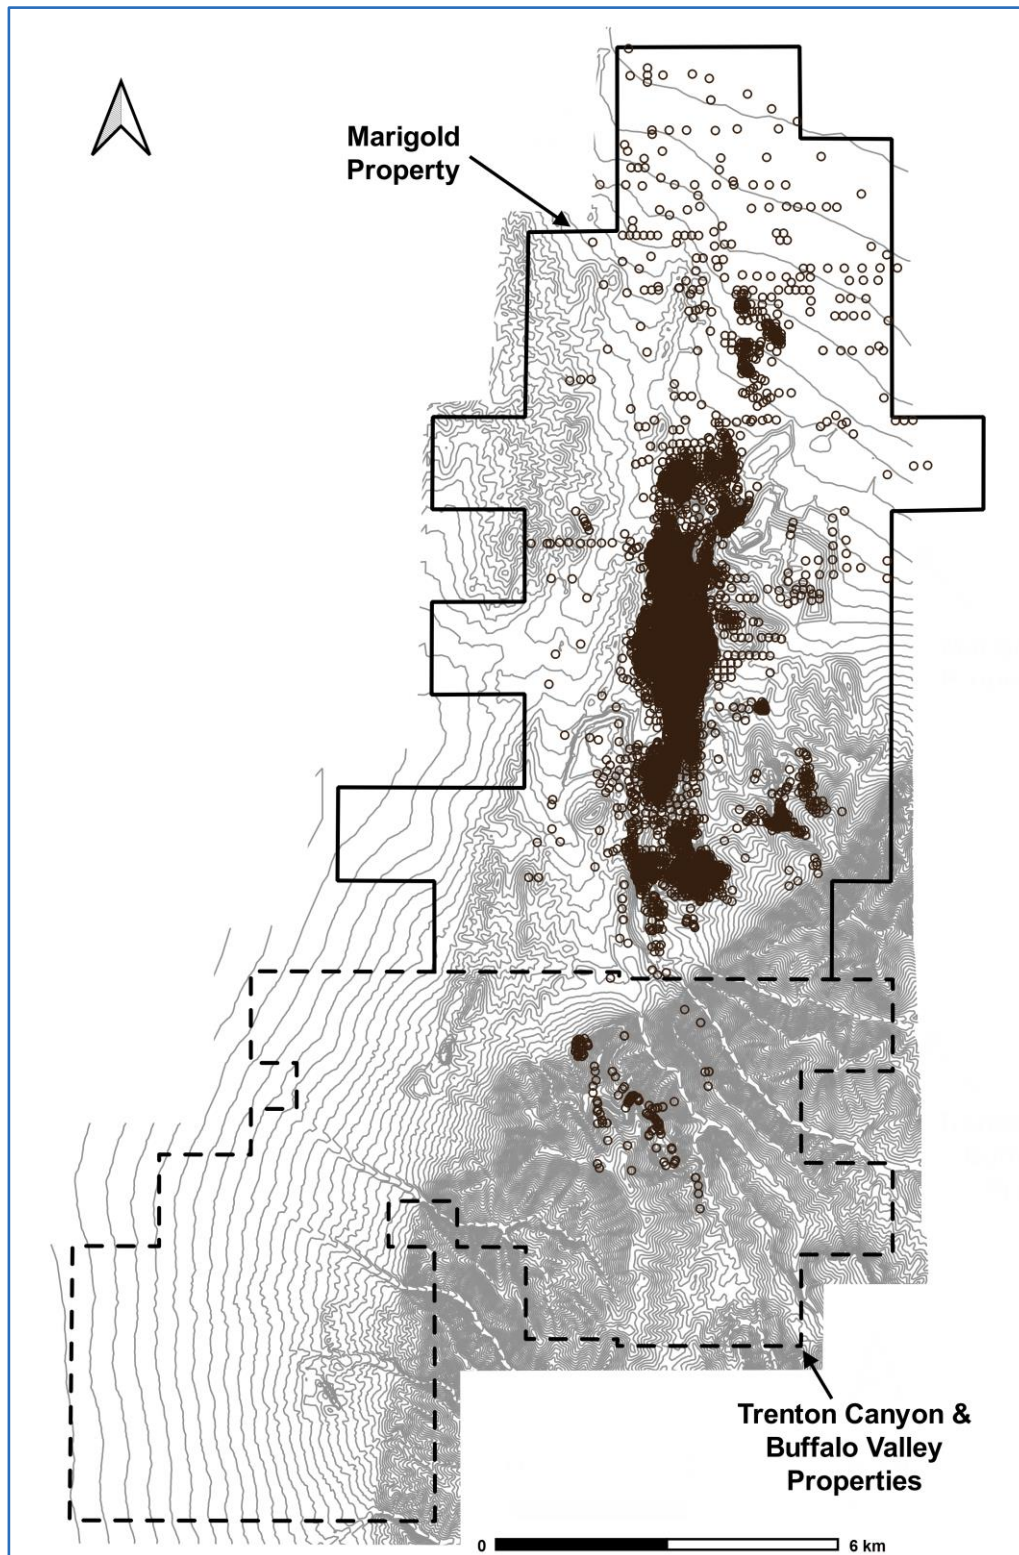 Marigold
Property
Trenton Canyon &
Buffalo Valley
Properties
0
6 km